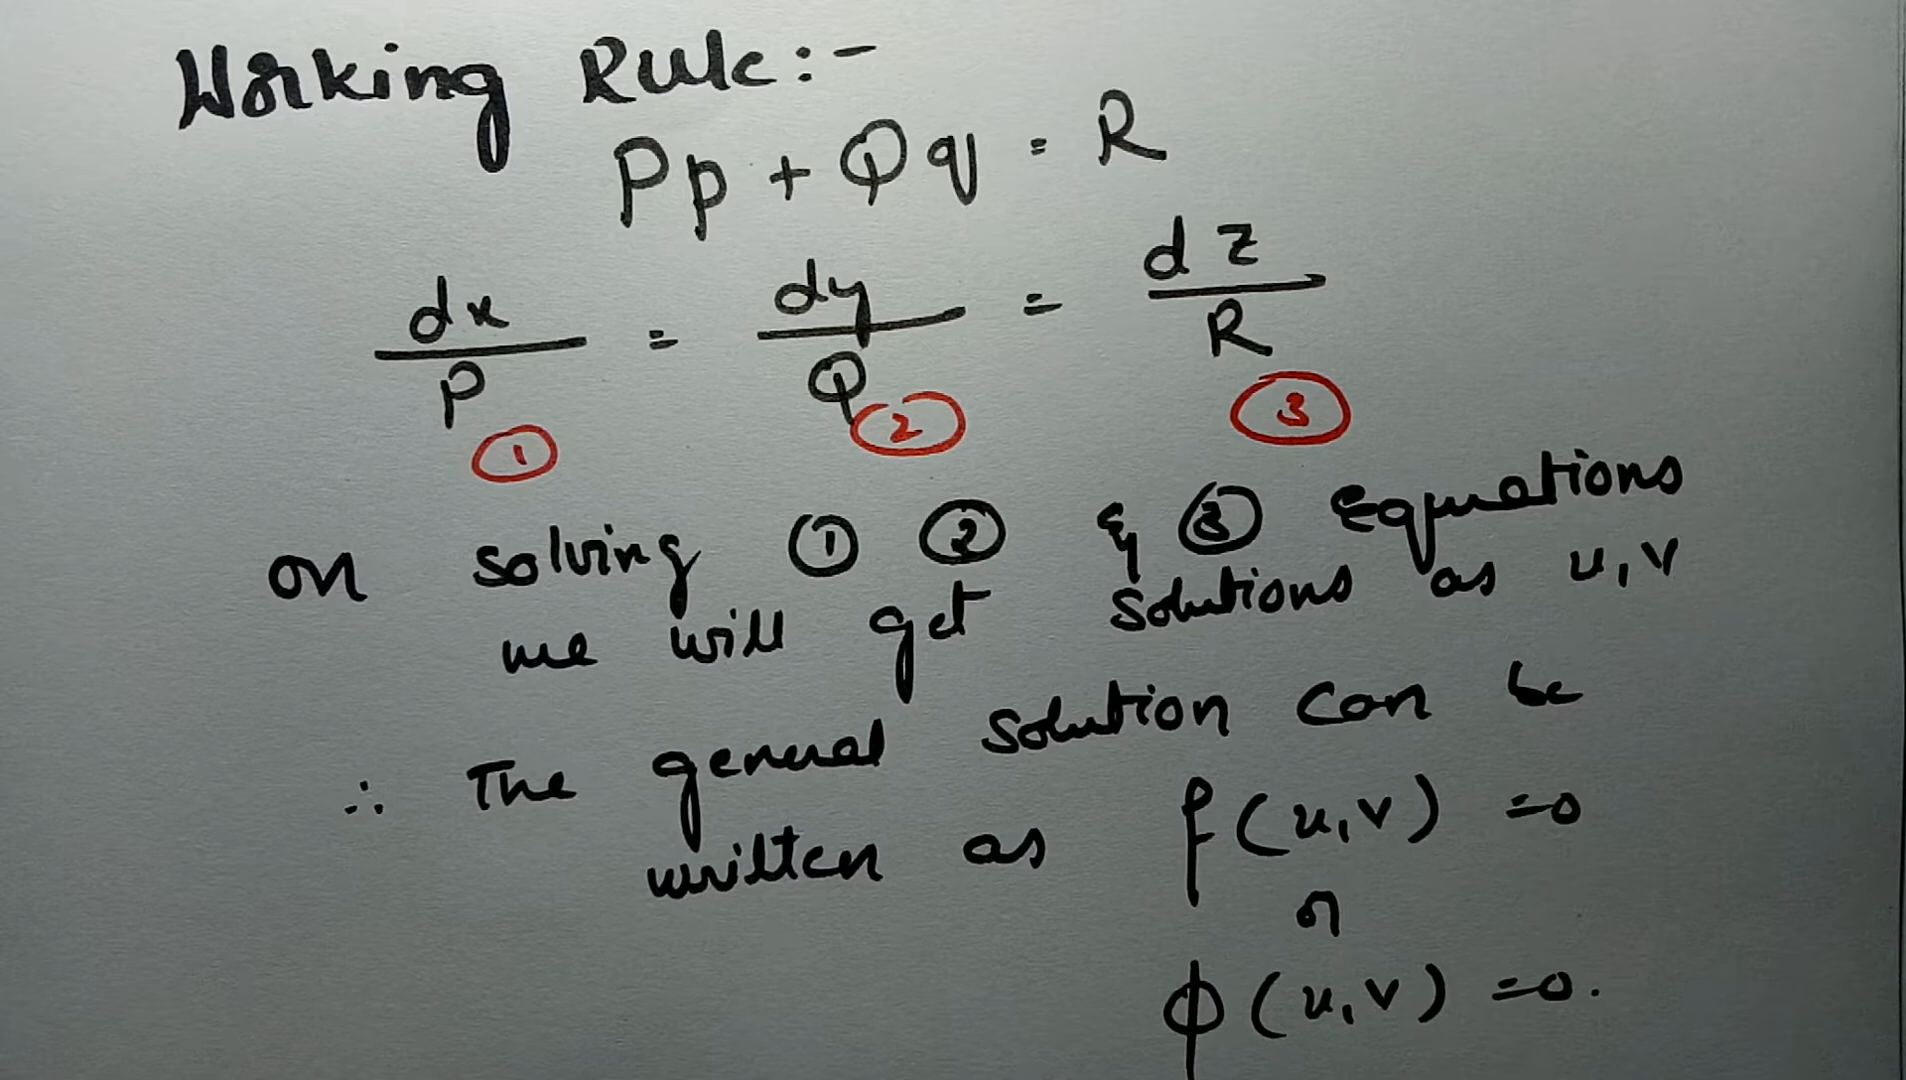 Working Rule:-
Pp + Qq = R
dx/P = dy/Q = dz/R
① ② ③
on solving ① ② & ③ equations
we will get solutions as u, v
∴ The general solution can be
written as f(u,v) =0
or
ϕ(u,v) =0.